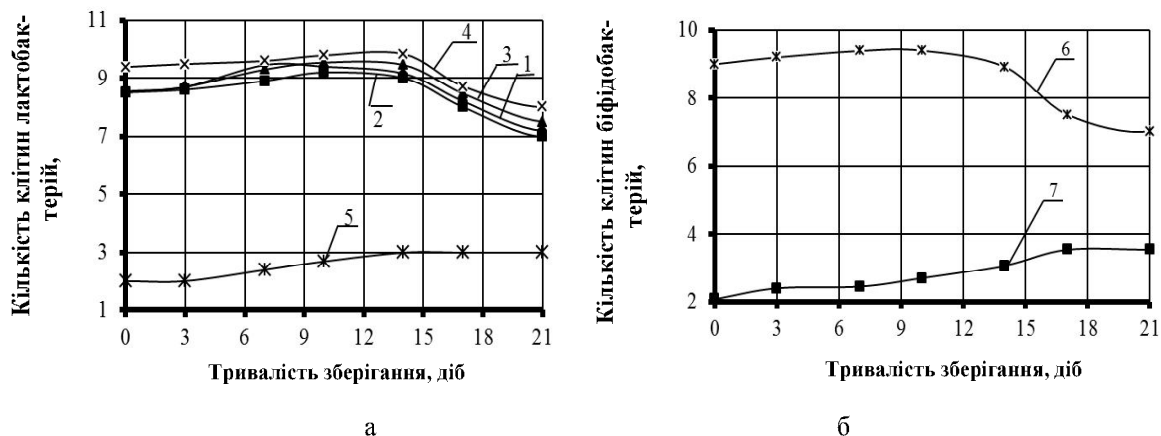 Кількість клітин лактобак-
терій,
11
9
7
5
3
1
4
3
1
2
5
0 3 6 9 12 15 18 21
Тривалість зберігання, діб
а
Кількість клітин біфідобак-
терій,
10
8
6
4
2
6
7
0 3 6 9 12 15 18 21
Тривалість зберігання, діб
б